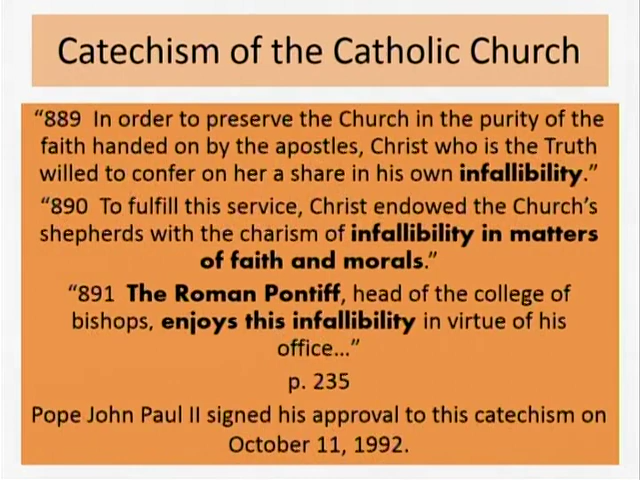 Catechism of the Catholic Church
“889  In order to preserve the Church in the purity of the
faith handed on by the apostles, Christ who is the Truth
willed to confer on her a share in his own infallibility.”
“890  To fulfill this service, Christ endowed the Church’s
shepherds with the charism of infallibility in matters
of faith and morals.”
“891  The Roman Pontiff, head of the college of
bishops, enjoys this infallibility in virtue of his
office…”
p. 235
Pope John Paul II signed his approval to this catechism on
October 11, 1992.